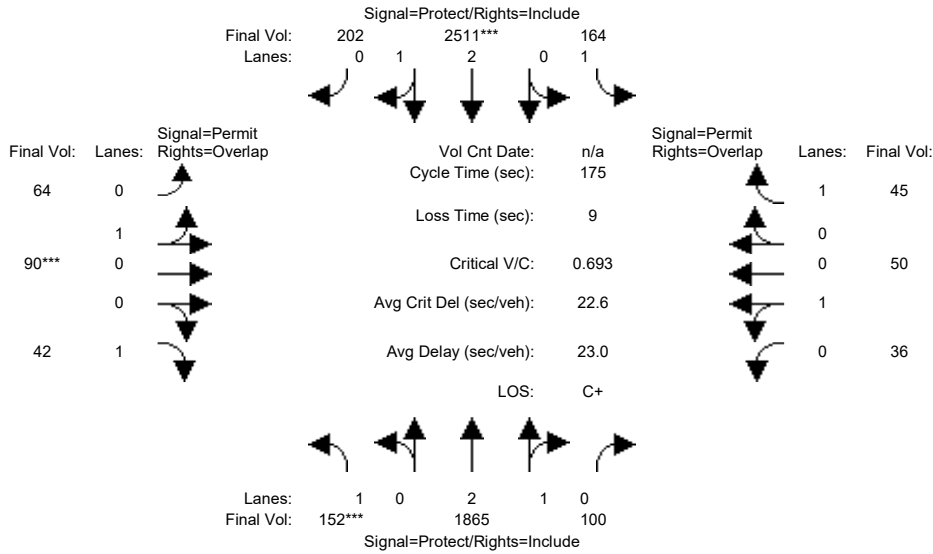 Signal=Protect/Rights=Include
Final Vol: 202 2511*** 164
Lanes: 0 1 2 0 1
Signal=Permit Signal=Permit
Final Vol: Lanes: Rights=Overlap Vol Cnt Date: n/a Rights=Overlap Lanes: Final Vol:
Cycle Time (sec): 175
64 0 1 45
Loss Time (sec): 9
1 0
90*** 0 Critical V/C: 0.693 0 50
0 Avg Crit Del (sec/veh): 22.6 1
42 1 Avg Delay (sec/veh): 23.0 0 36
LOS: C+
Lanes: 1 0 2 1 0
Final Vol: 152*** 1865 100
Signal=Protect/Rights=Include